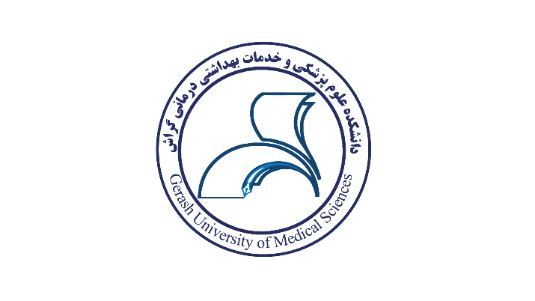 دانشکده علوم پزشکی و خدمات بهداشتی درمانی گراش
Gerash University of Medical Sciences